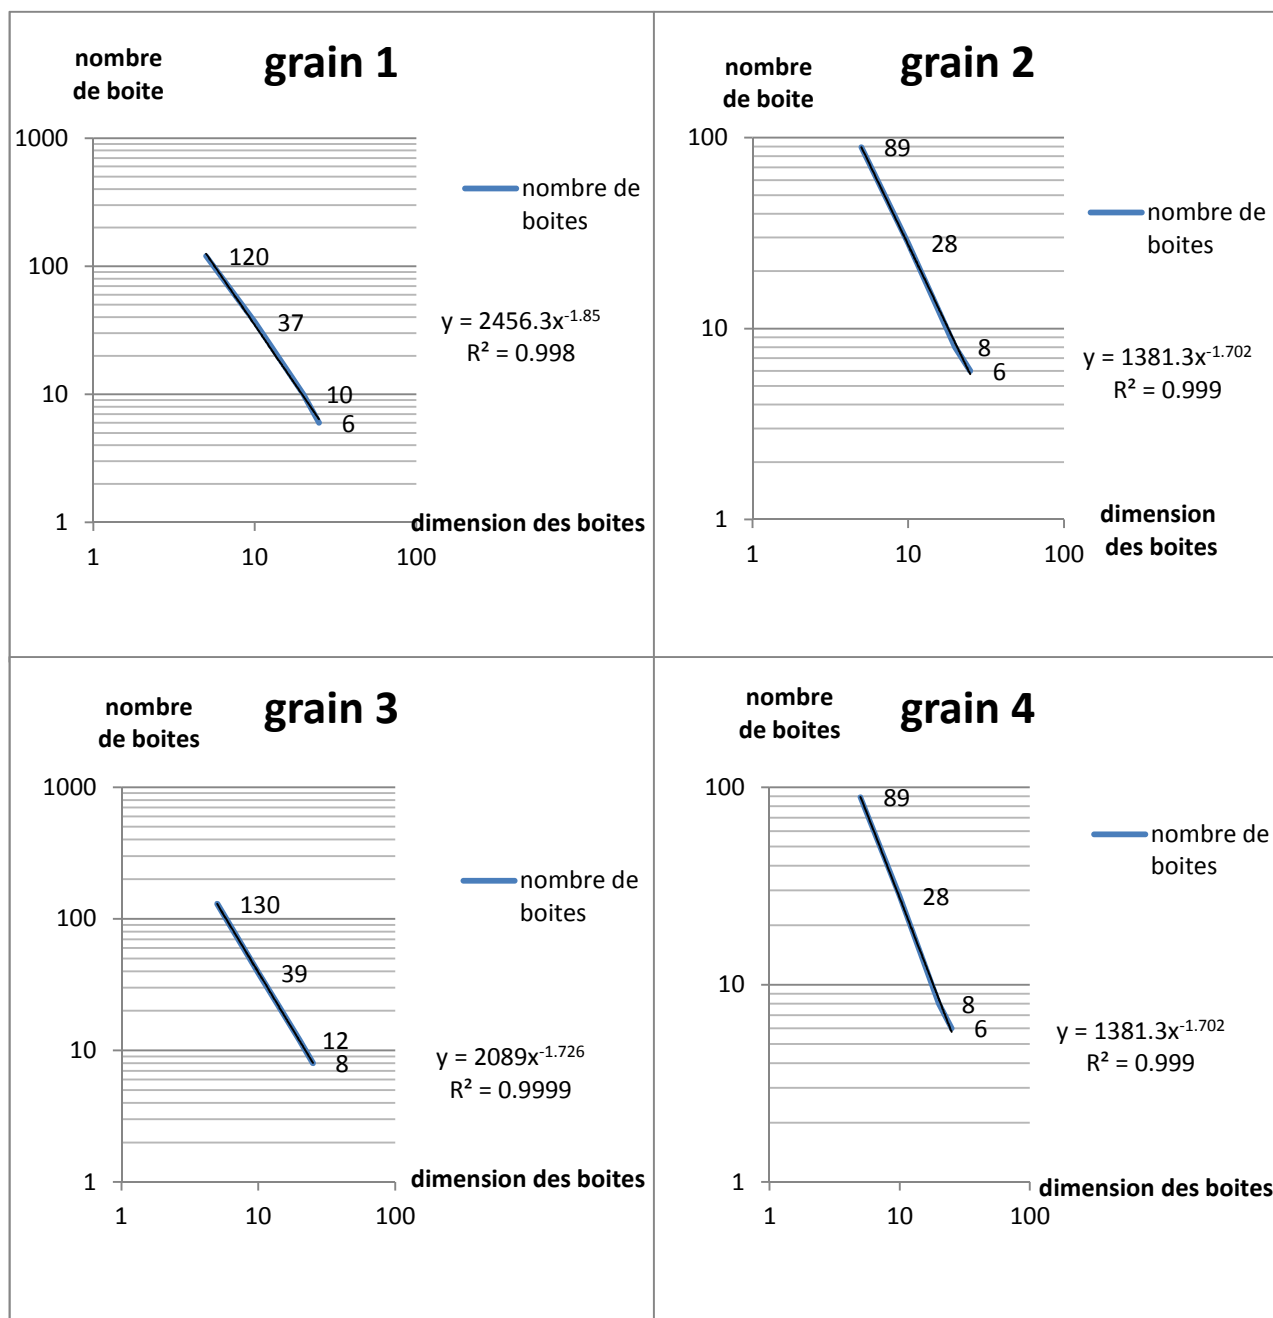 nombre
de boite
grain 1
1000
100
10
1
120
37
10
6
nombre de
boites
y = 2456.3x^-1.85
R² = 0.998
dimension des boites
1
10
100
nombre
de boite
grain 2
100
10
1
89
28
8
6
nombre de
boites
y = 1381.3x^-1.702
R² = 0.999
dimension
des boites
1
10
100
nombre
de boites
grain 3
1000
100
10
1
130
39
12
8
nombre de
boites
y = 2089x^-1.726
R² = 0.9999
dimension des boites
1
10
100
nombre
de boites
grain 4
100
10
1
89
28
8
6
nombre de
boites
y = 1381.3x^-1.702
R² = 0.999
dimension des boites
1
10
100